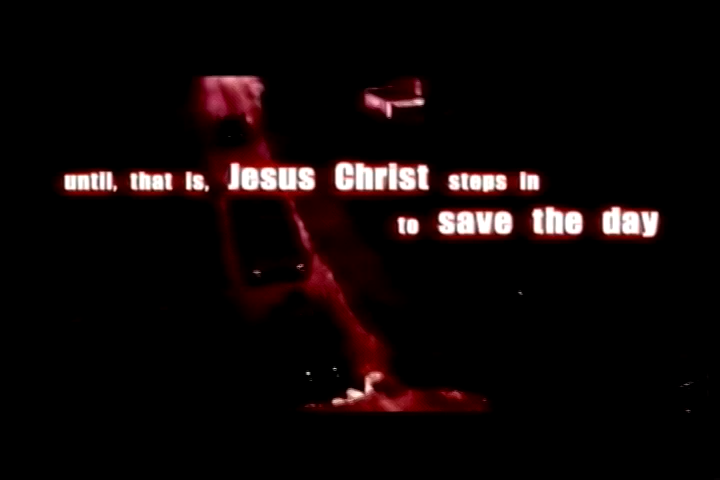 until, that is, Jesus Christ steps in
to save the day